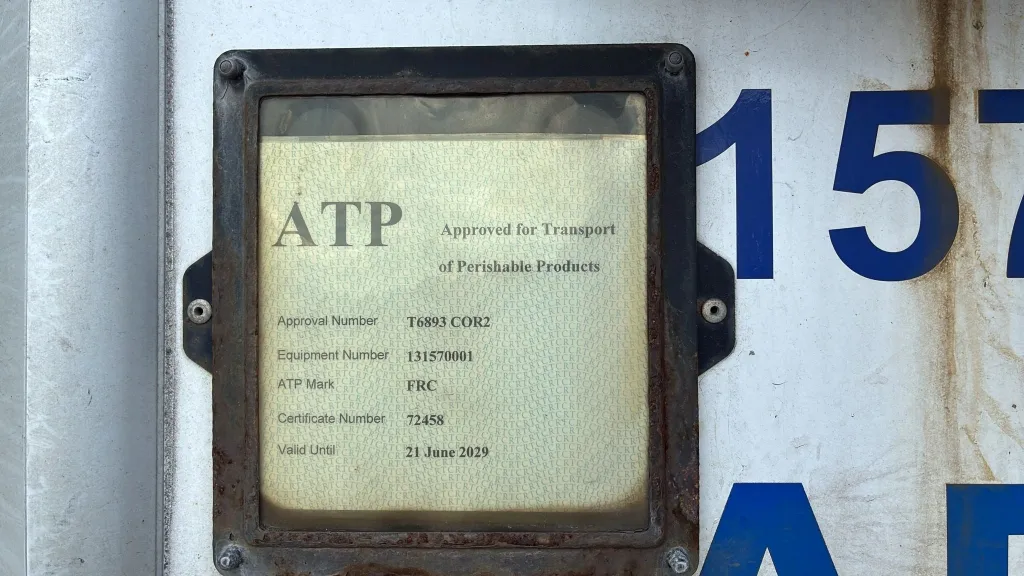 ATP
Approved for Transport
of Perishable Products
Approval Number T6893 COR2
Equipment Number 131570001
ATP Mark FRC
Certificate Number 72458
Valid Until 21 June 2029
157